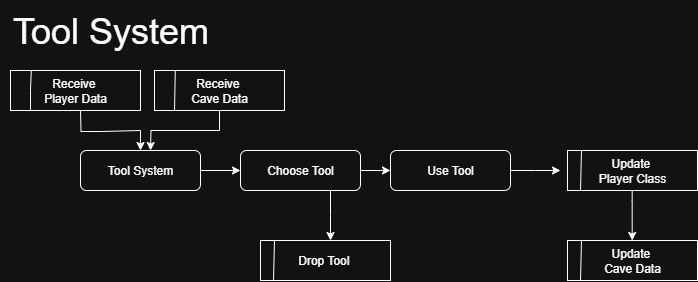 Tool System
Receive
Player Data
Receive
Cave Data
Tool System
Choose Tool
Use Tool
Update
Player Class
Drop Tool
Update
Cave Data